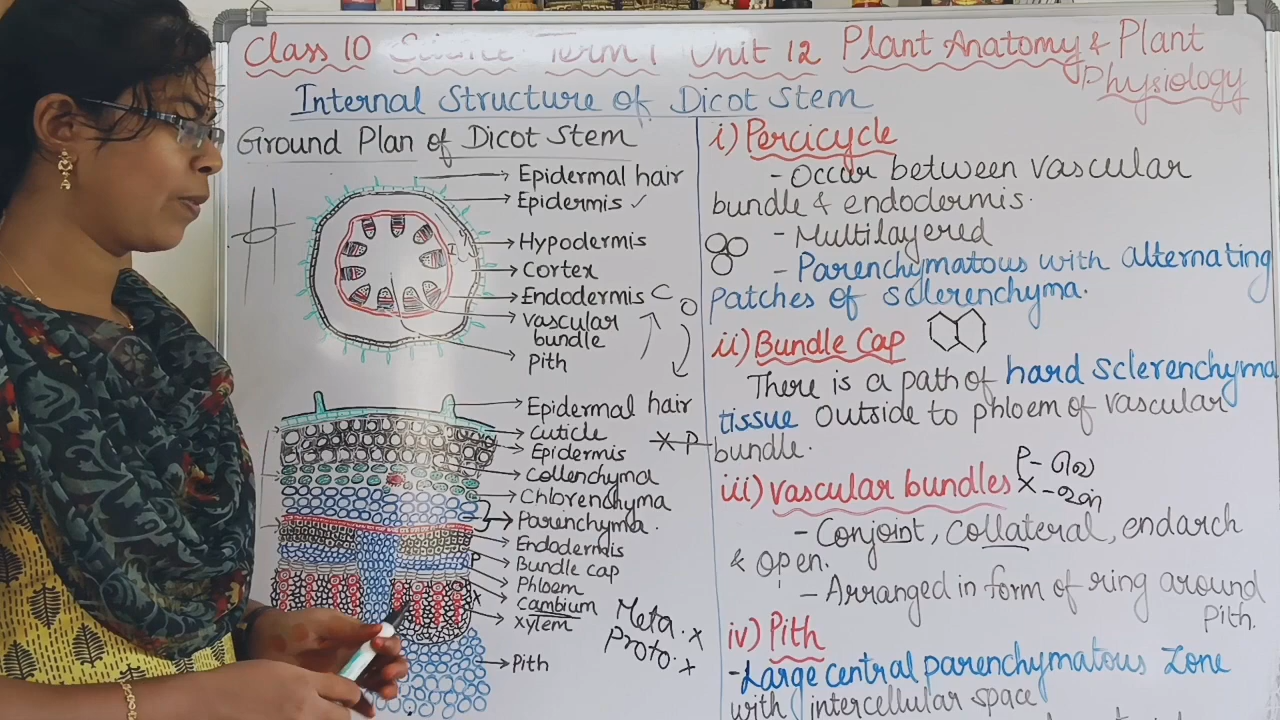 Class 10 Science Term 1 Unit 12 Plant Anatomy & Plant
Physiology
Internal Structure of Dicot Stem
Ground Plan of Dicot Stem
Epidermal hair
Epidermis ✓
Hypodermis
Cortex
Endodermis C
O
vascular
bundle
Pith
Epidermal hair
Cuticle
Epidermis
X P
Collenchyma
Chlorenchyma
Parenchyma.
Endodermis
Bundle cap
P
Phloem
Cambium
X
xylem
Meta. x
Proto. x
Pith
i) Percicycle
- Occur between vascular
bundle & endodermis.
- Multilayered
- Parenchymatous with alternating
patches of sclerenchyma.
ii) Bundle Cap
There is a path of hard sclerenchyma
tissue outside to phloem of vascular
bundle.
iii) vascular bundles
P -
X -
- Conjoint, collateral, endarch
& open.
- Arranged in form of ring around
Pith.
iv) Pith
- Large central parenchymatous zone
with intercellular space